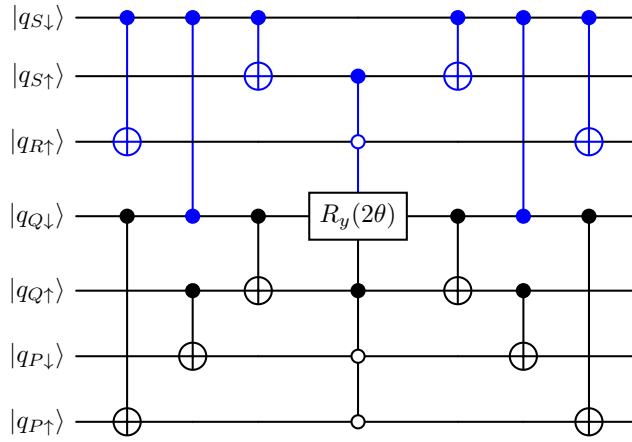 |q_{S↓}⟩
|q_{S↑}⟩
|q_{R↑}⟩
|q_{Q↓}⟩ R_y(2θ)
|q_{Q↑}⟩
|q_{P↓}⟩
|q_{P↑}⟩